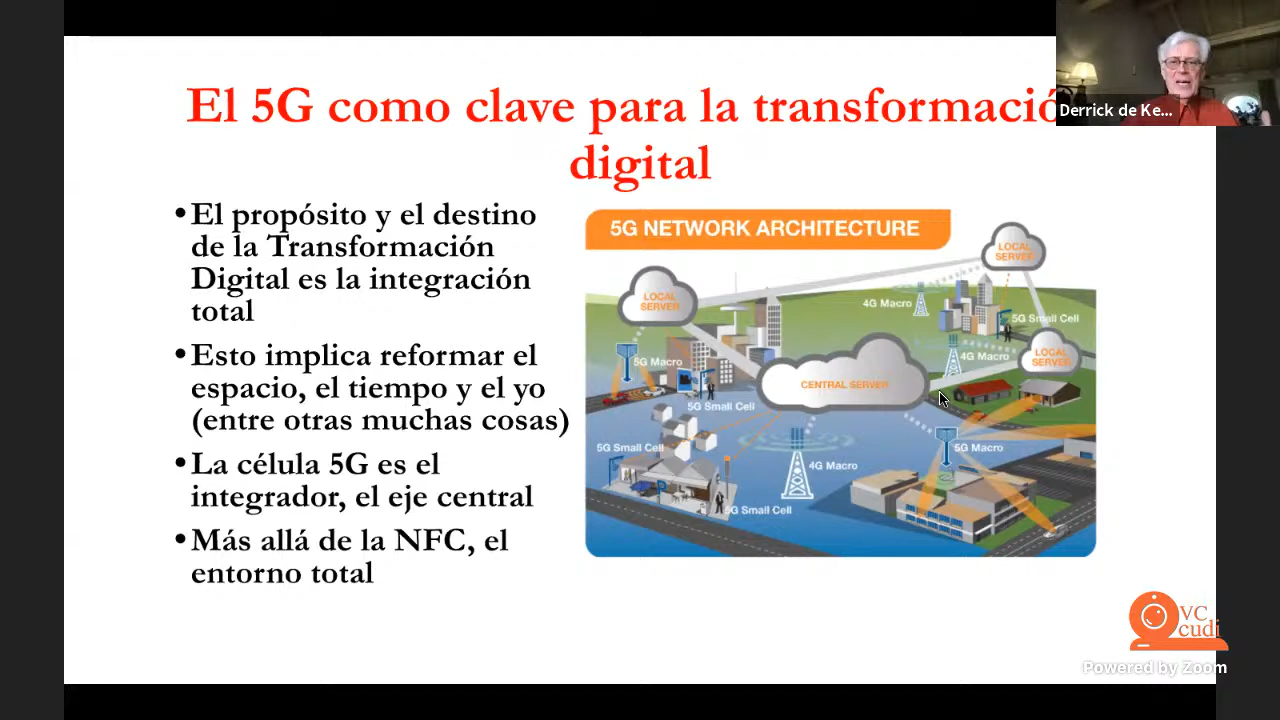 El 5G como clave para la transformació
digital
Derrick de Ke...
•El propósito y el destino
de la Transformación
Digital es la integración
total
•Esto implica reformar el
espacio, el tiempo y el yo
(entre otras muchas cosas)
•La célula 5G es el
integrador, el eje central
•Más allá de la NFC, el
entorno total
5G NETWORK ARCHITECTURE
LOCAL
SERVER
LOCAL
SERVER
4G Macro
5G Small Cell
5G Macro
4G Macro
LOCAL
SERVER
CENTRAL SERVER
5G Small Cell
5G Small Cell
5G Macro
4G Macro
5G Small Cell
VC
cudi
Powered by Zoom